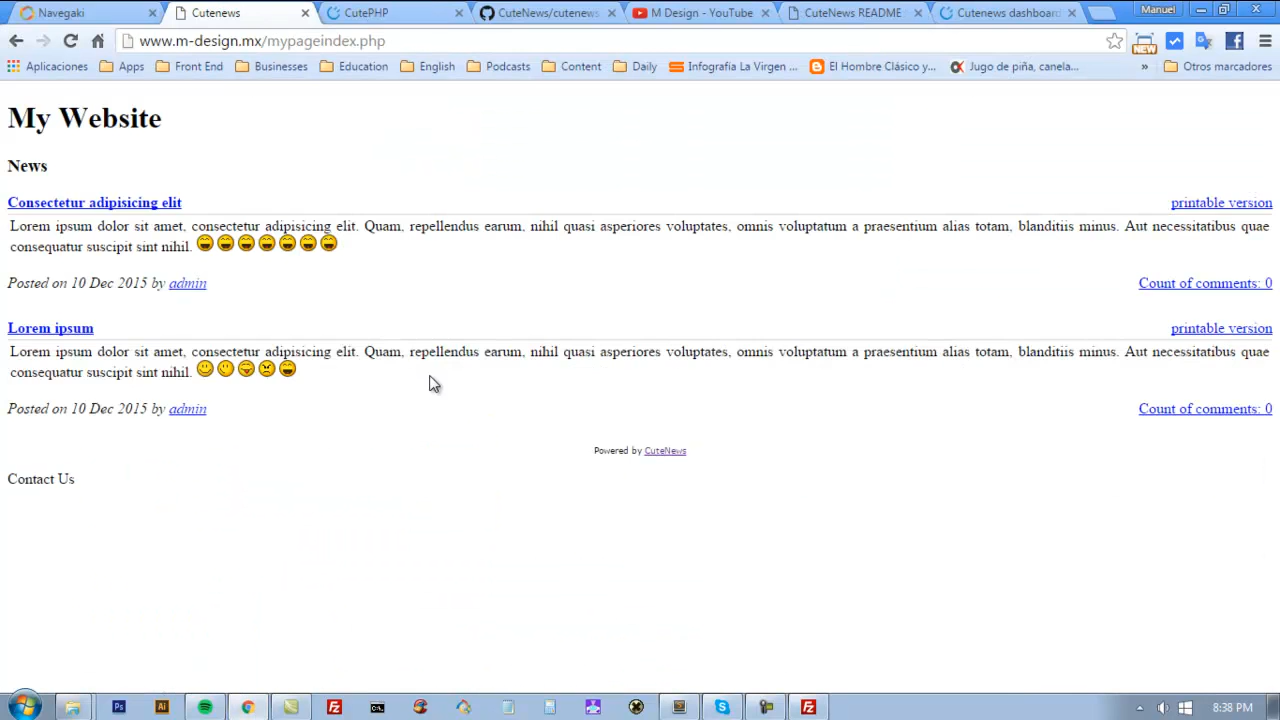 Navegaki
Cutenews
CutePHP
CuteNews/cutenews
M Design - YouTube
CuteNews README
Cutenews dashboard
Manuel
www.m-design.mx/mypageindex.php
NEW
Aplicaciones
Apps
Front End
Businesses
Education
English
Podcasts
Content
Daily
Infografia La Virgen ...
El Hombre Clásico y...
Jugo de piña, canela...
»
Otros marcadores
My Website
News
Consectetur adipisicing elit
printable version
Lorem ipsum dolor sit amet, consectetur adipisicing elit. Quam, repellendus earum, nihil quasi asperiores voluptates, omnis voluptatum a praesentium alias totam, blanditiis minus. Aut necessitatibus quae
consequatur suscipit sint nihil.
Posted on 10 Dec 2015 by admin
Count of comments: 0
Lorem ipsum
printable version
Lorem ipsum dolor sit amet, consectetur adipisicing elit. Quam, repellendus earum, nihil quasi asperiores voluptates, omnis voluptatum a praesentium alias totam, blanditiis minus. Aut necessitatibus quae
consequatur suscipit sint nihil.
Posted on 10 Dec 2015 by admin
Count of comments: 0
Powered by CuteNews
Contact Us
Ps
Ai
Fz
Fz
8:38 PM